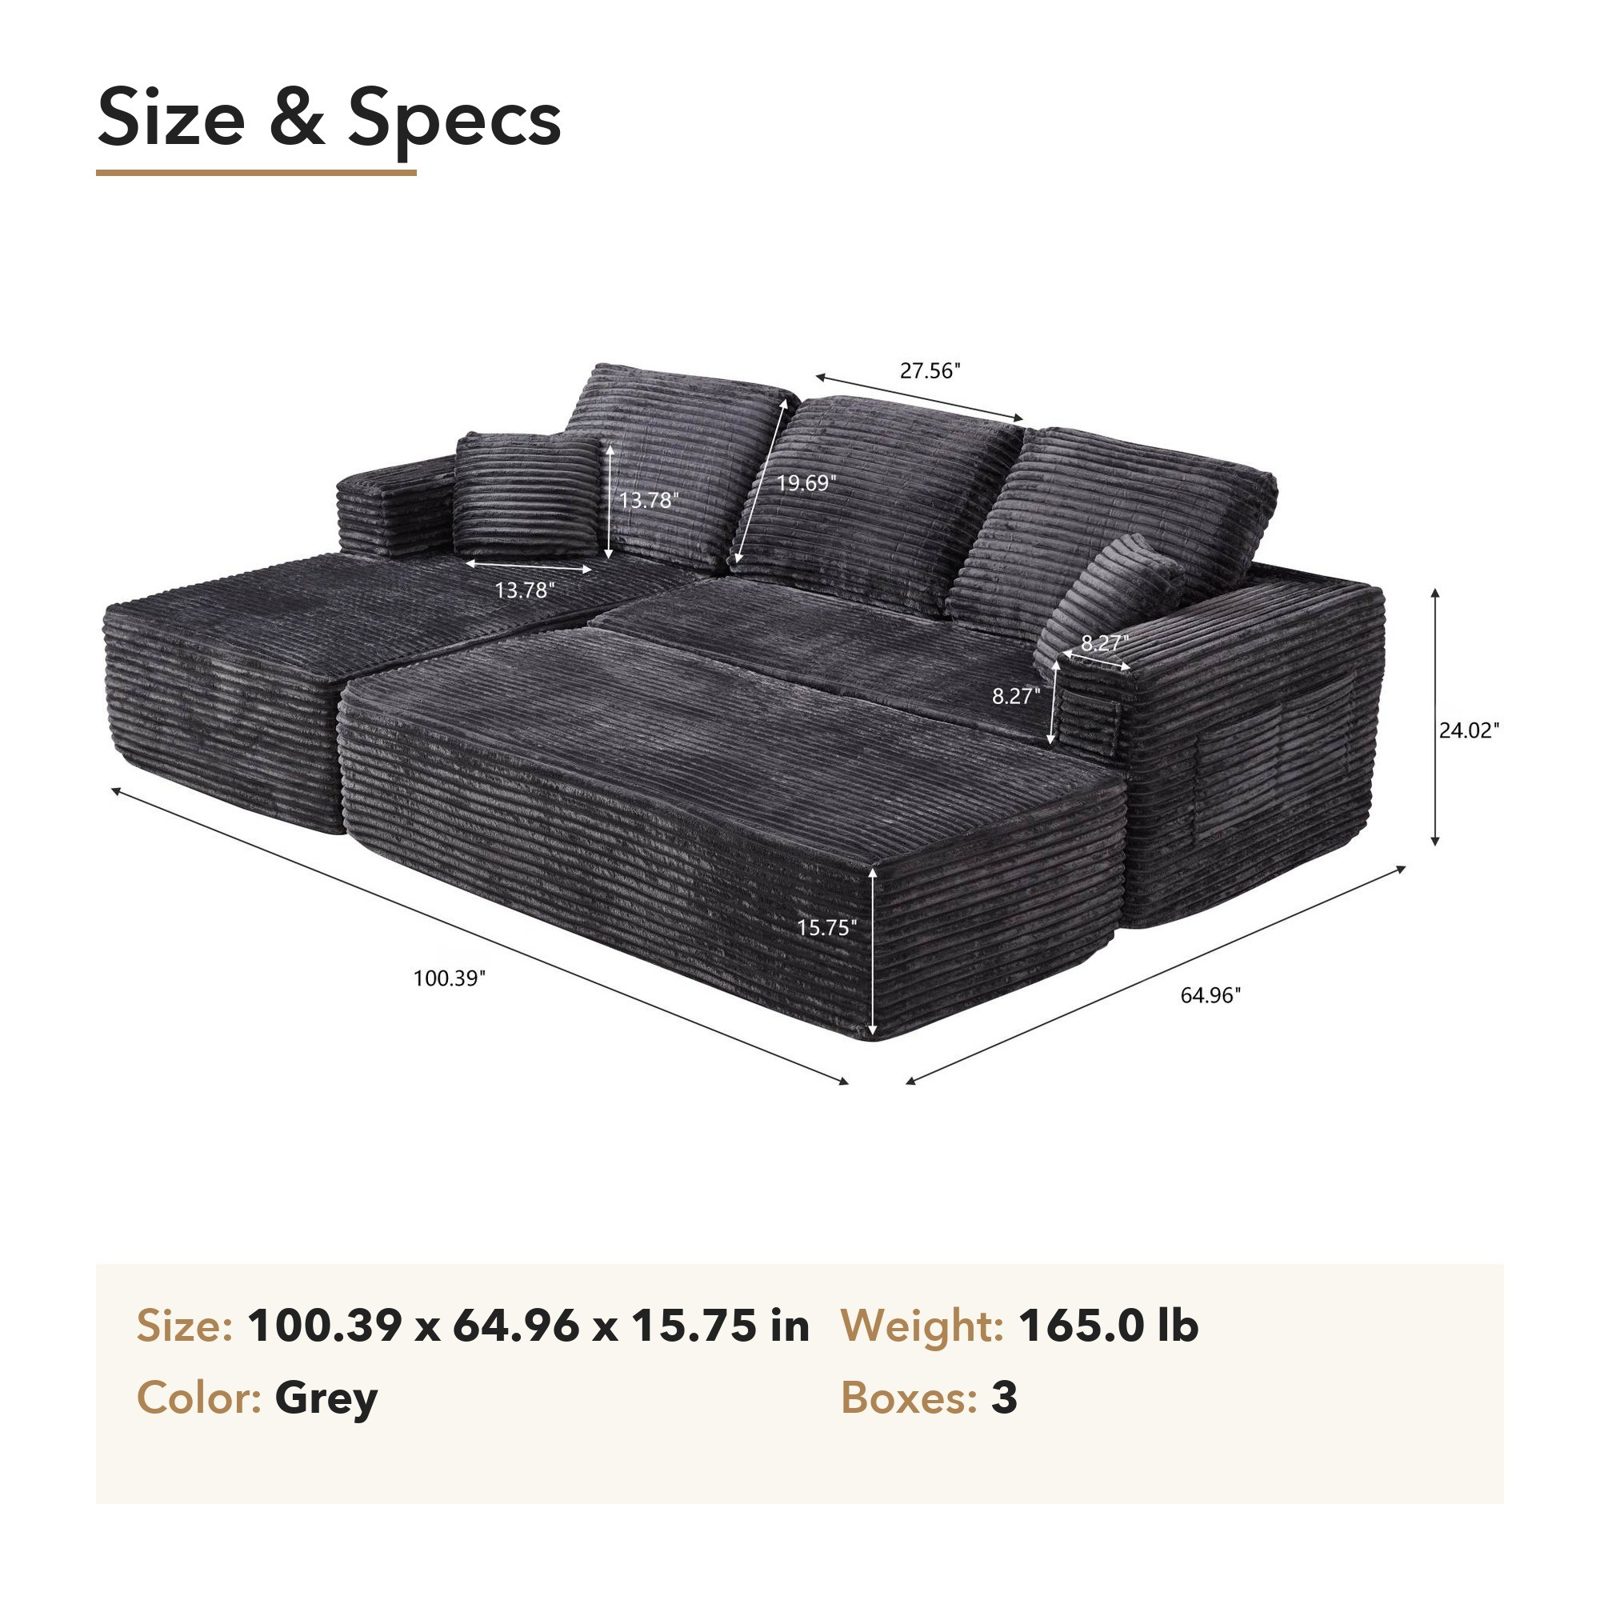 Size & Specs
27.56"
19.69"
13.78"
13.78"
8.27"
8.27"
24.02"
15.75"
100.39"
64.96"
Size: 100.39 x 64.96 x 15.75 in
Weight: 165.0 lb
Color: Grey
Boxes: 3